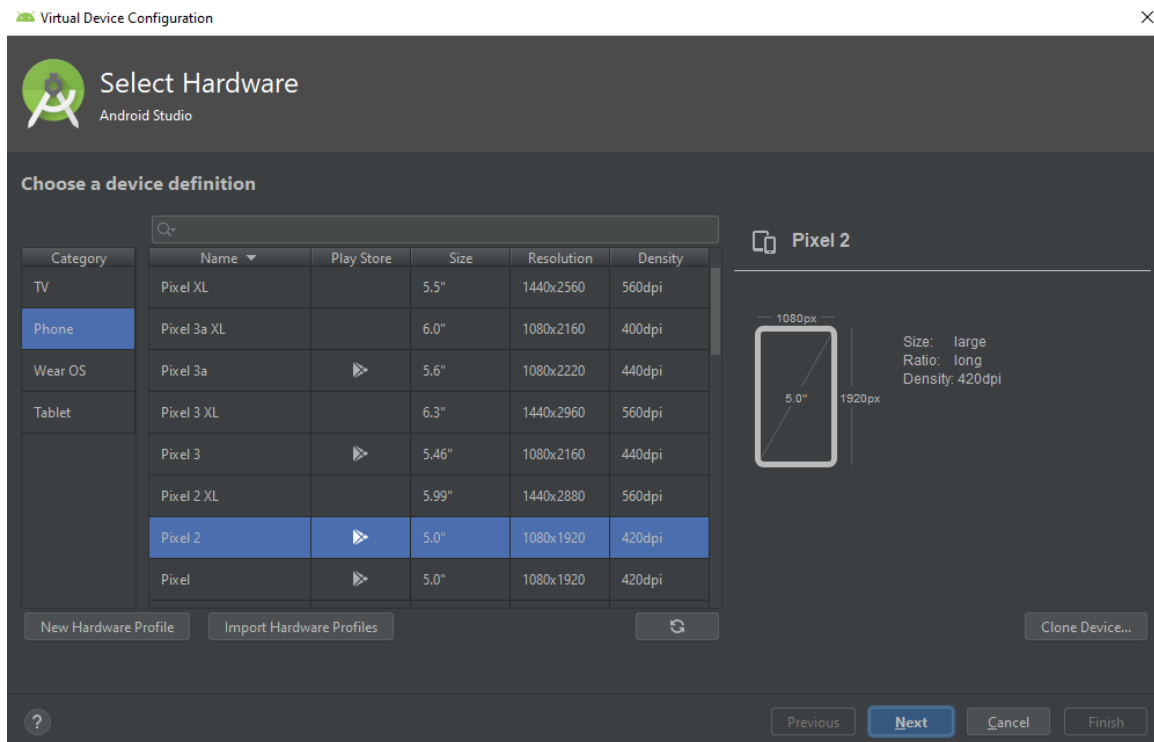 Virtual Device Configuration
Select Hardware
Android Studio
Choose a device definition
Category
TV
Phone
Wear OS
Tablet
Name Play Store Size Resolution Density
Pixel XL 5.5" 1440x2560 560dpi
Pixel 3a XL 6.0" 1080x2160 400dpi
Pixel 3a 5.6" 1080x2220 440dpi
Pixel 3 XL 6.3" 1440x2960 560dpi
Pixel 3 5.46" 1080x2160 440dpi
Pixel 2 XL 5.99" 1440x2880 560dpi
Pixel 2 5.0" 1080x1920 420dpi
Pixel 5.0" 1080x1920 420dpi
Pixel 2
1080px
5.0"
1920px
Size: large
Ratio: long
Density: 420dpi
New Hardware Profile Import Hardware Profiles Clone Device...
? Previous Next Cancel Finish